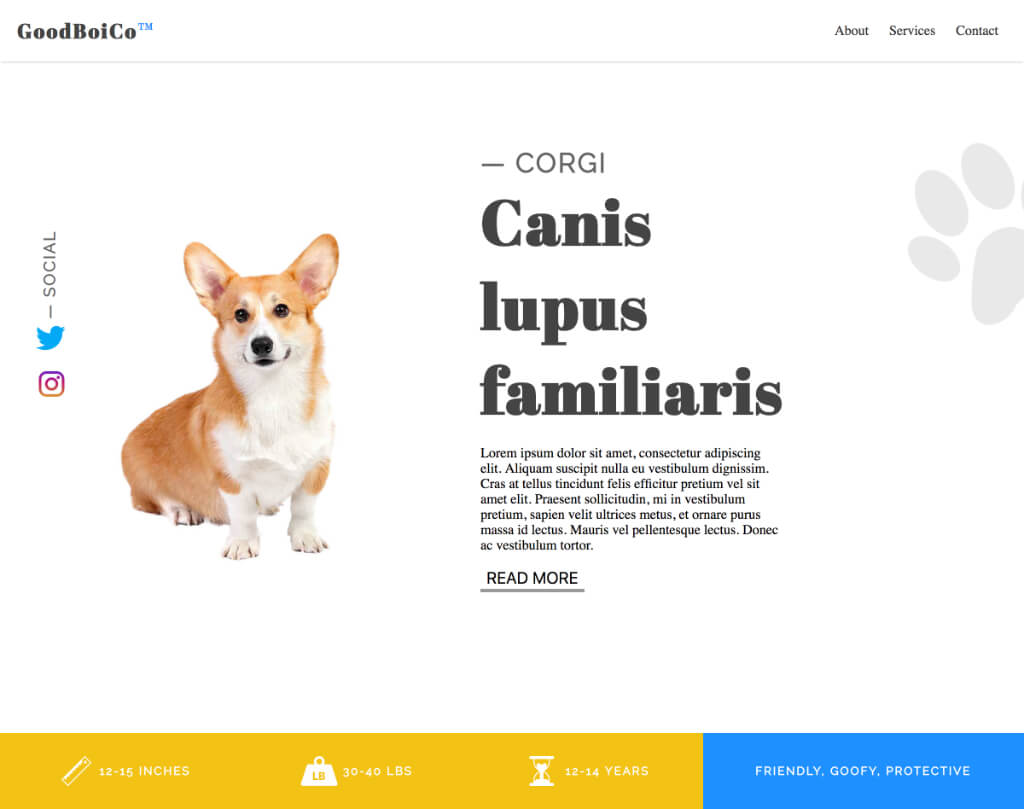 GoodBoiCo™
About
Services
Contact
— SOCIAL
— CORGI
Canis
lupus
familiaris
Lorem ipsum dolor sit amet, consectetur adipiscing
elit. Aliquam suscipit nulla eu vestibulum dignissim.
Cras at tellus tincidunt felis efficitur pretium vel sit
amet elit. Praesent sollicitudin, mi in vestibulum
pretium, sapien velit ultrices metus, et ornare purus
massa id lectus. Mauris vel pellentesque lectus. Donec
ac vestibulum tortor.
READ MORE
12-15 INCHES
LB
30-40 LBS
12-14 YEARS
FRIENDLY, GOOFY, PROTECTIVE